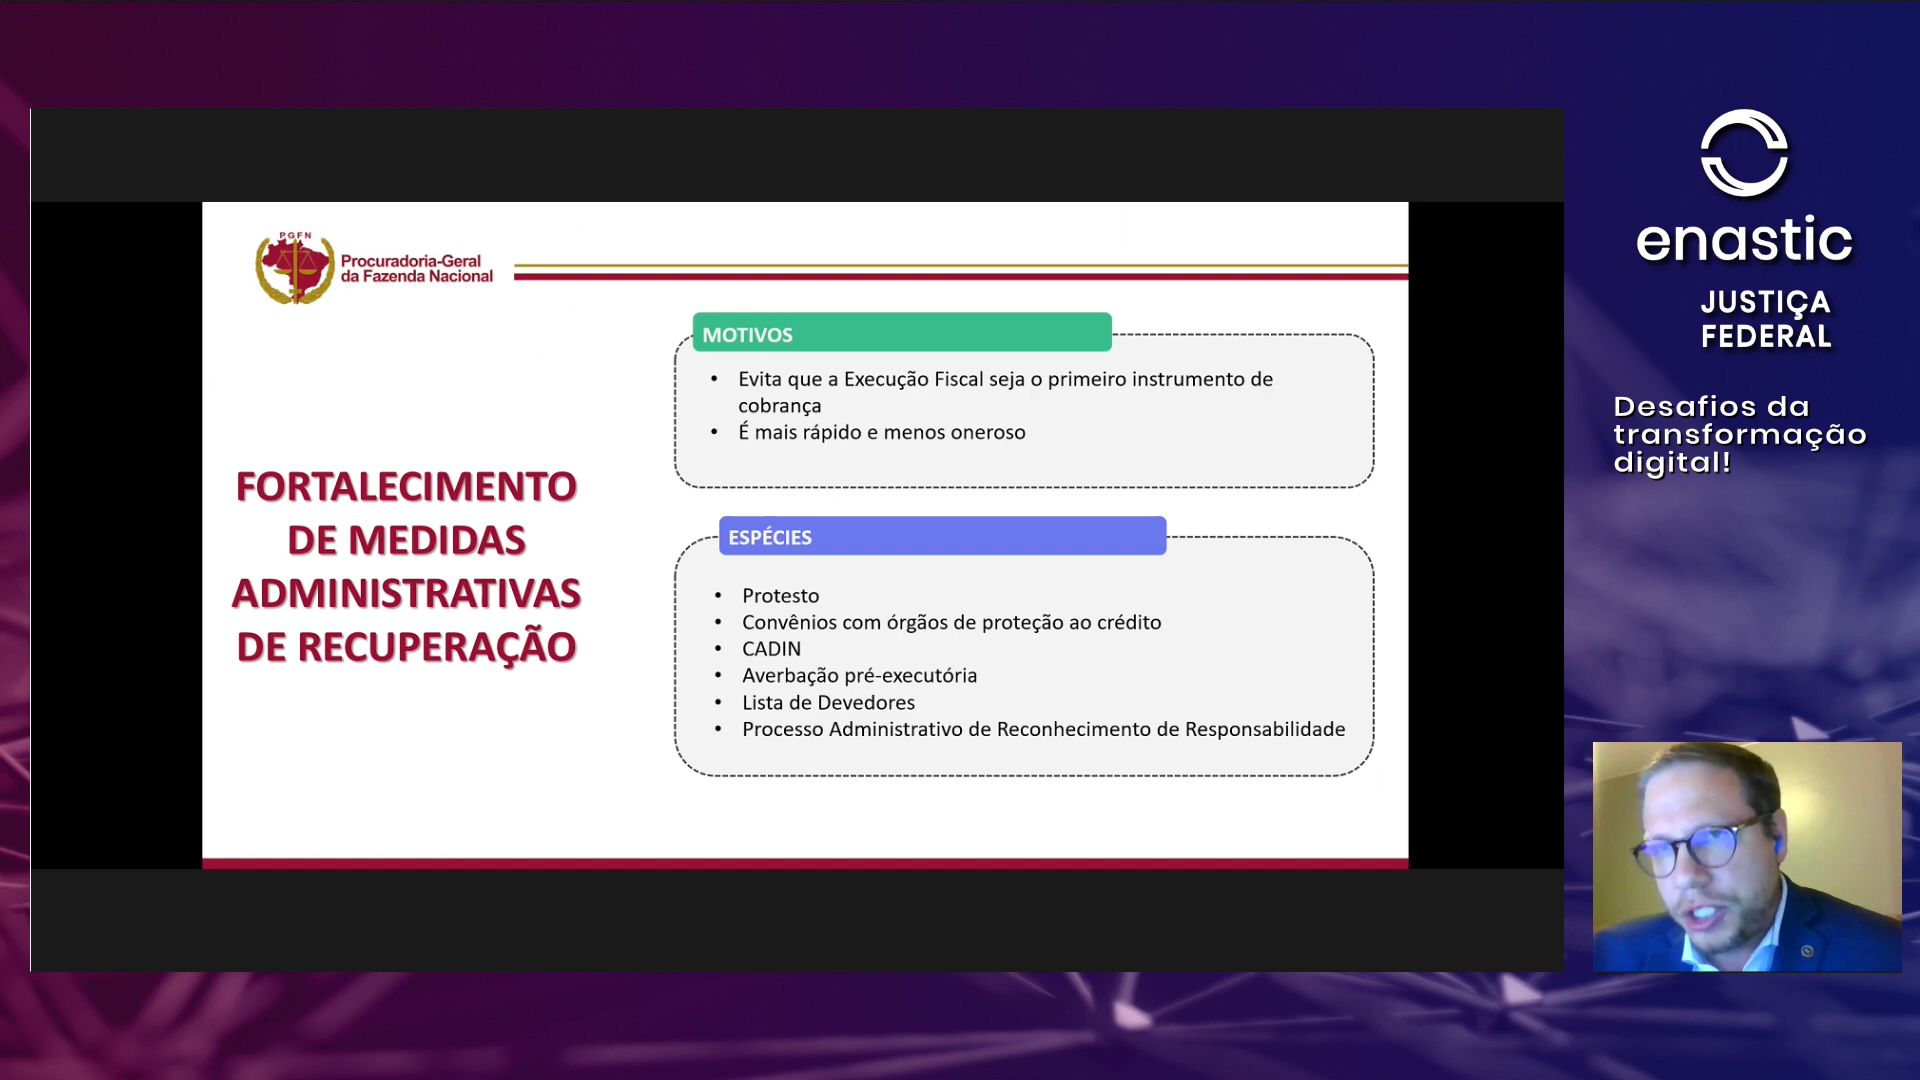 PGFN
Procuradoria-Geral
da Fazenda Nacional
FORTALECIMENTO
DE MEDIDAS
ADMINISTRATIVAS
DE RECUPERAÇÃO
MOTIVOS
• Evita que a Execução Fiscal seja o primeiro instrumento de
cobrança
• É mais rápido e menos oneroso
ESPÉCIES
• Protesto
• Convênios com órgãos de proteção ao crédito
• CADIN
• Averbação pré-executória
• Lista de Devedores
• Processo Administrativo de Reconhecimento de Responsabilidade
enastic
JUSTIÇA
FEDERAL
Desafios da
transformação
digital!